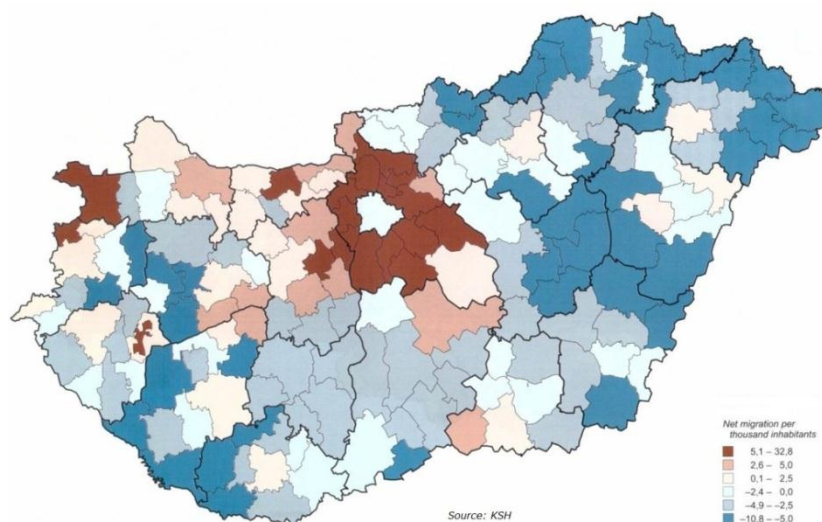 Net migration per
thousand inhabitants
5,1 – 32,8
2,6 – 5,0
0,1 – 2,5
–2,4 – 0,0
–4,9 – –2,5
–10,8 – –5,0
Source: KSH